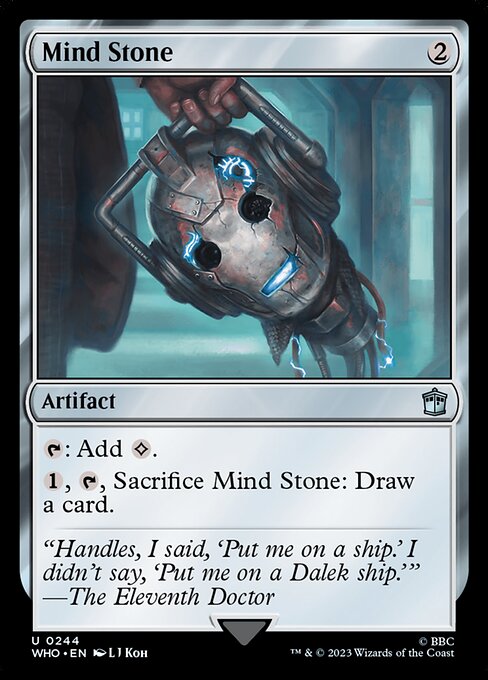 Mind Stone 2
Artifact
: Add .
1, , Sacrifice Mind Stone: Draw
a card.
“Handles, I said, ‘Put me on a ship.’ I
didn’t say, ‘Put me on a Dalek ship.’”
—The Eleventh Doctor
U 0244 © BBC
WHO • EN LJ Koh ™ & © 2023 Wizards of the Coast